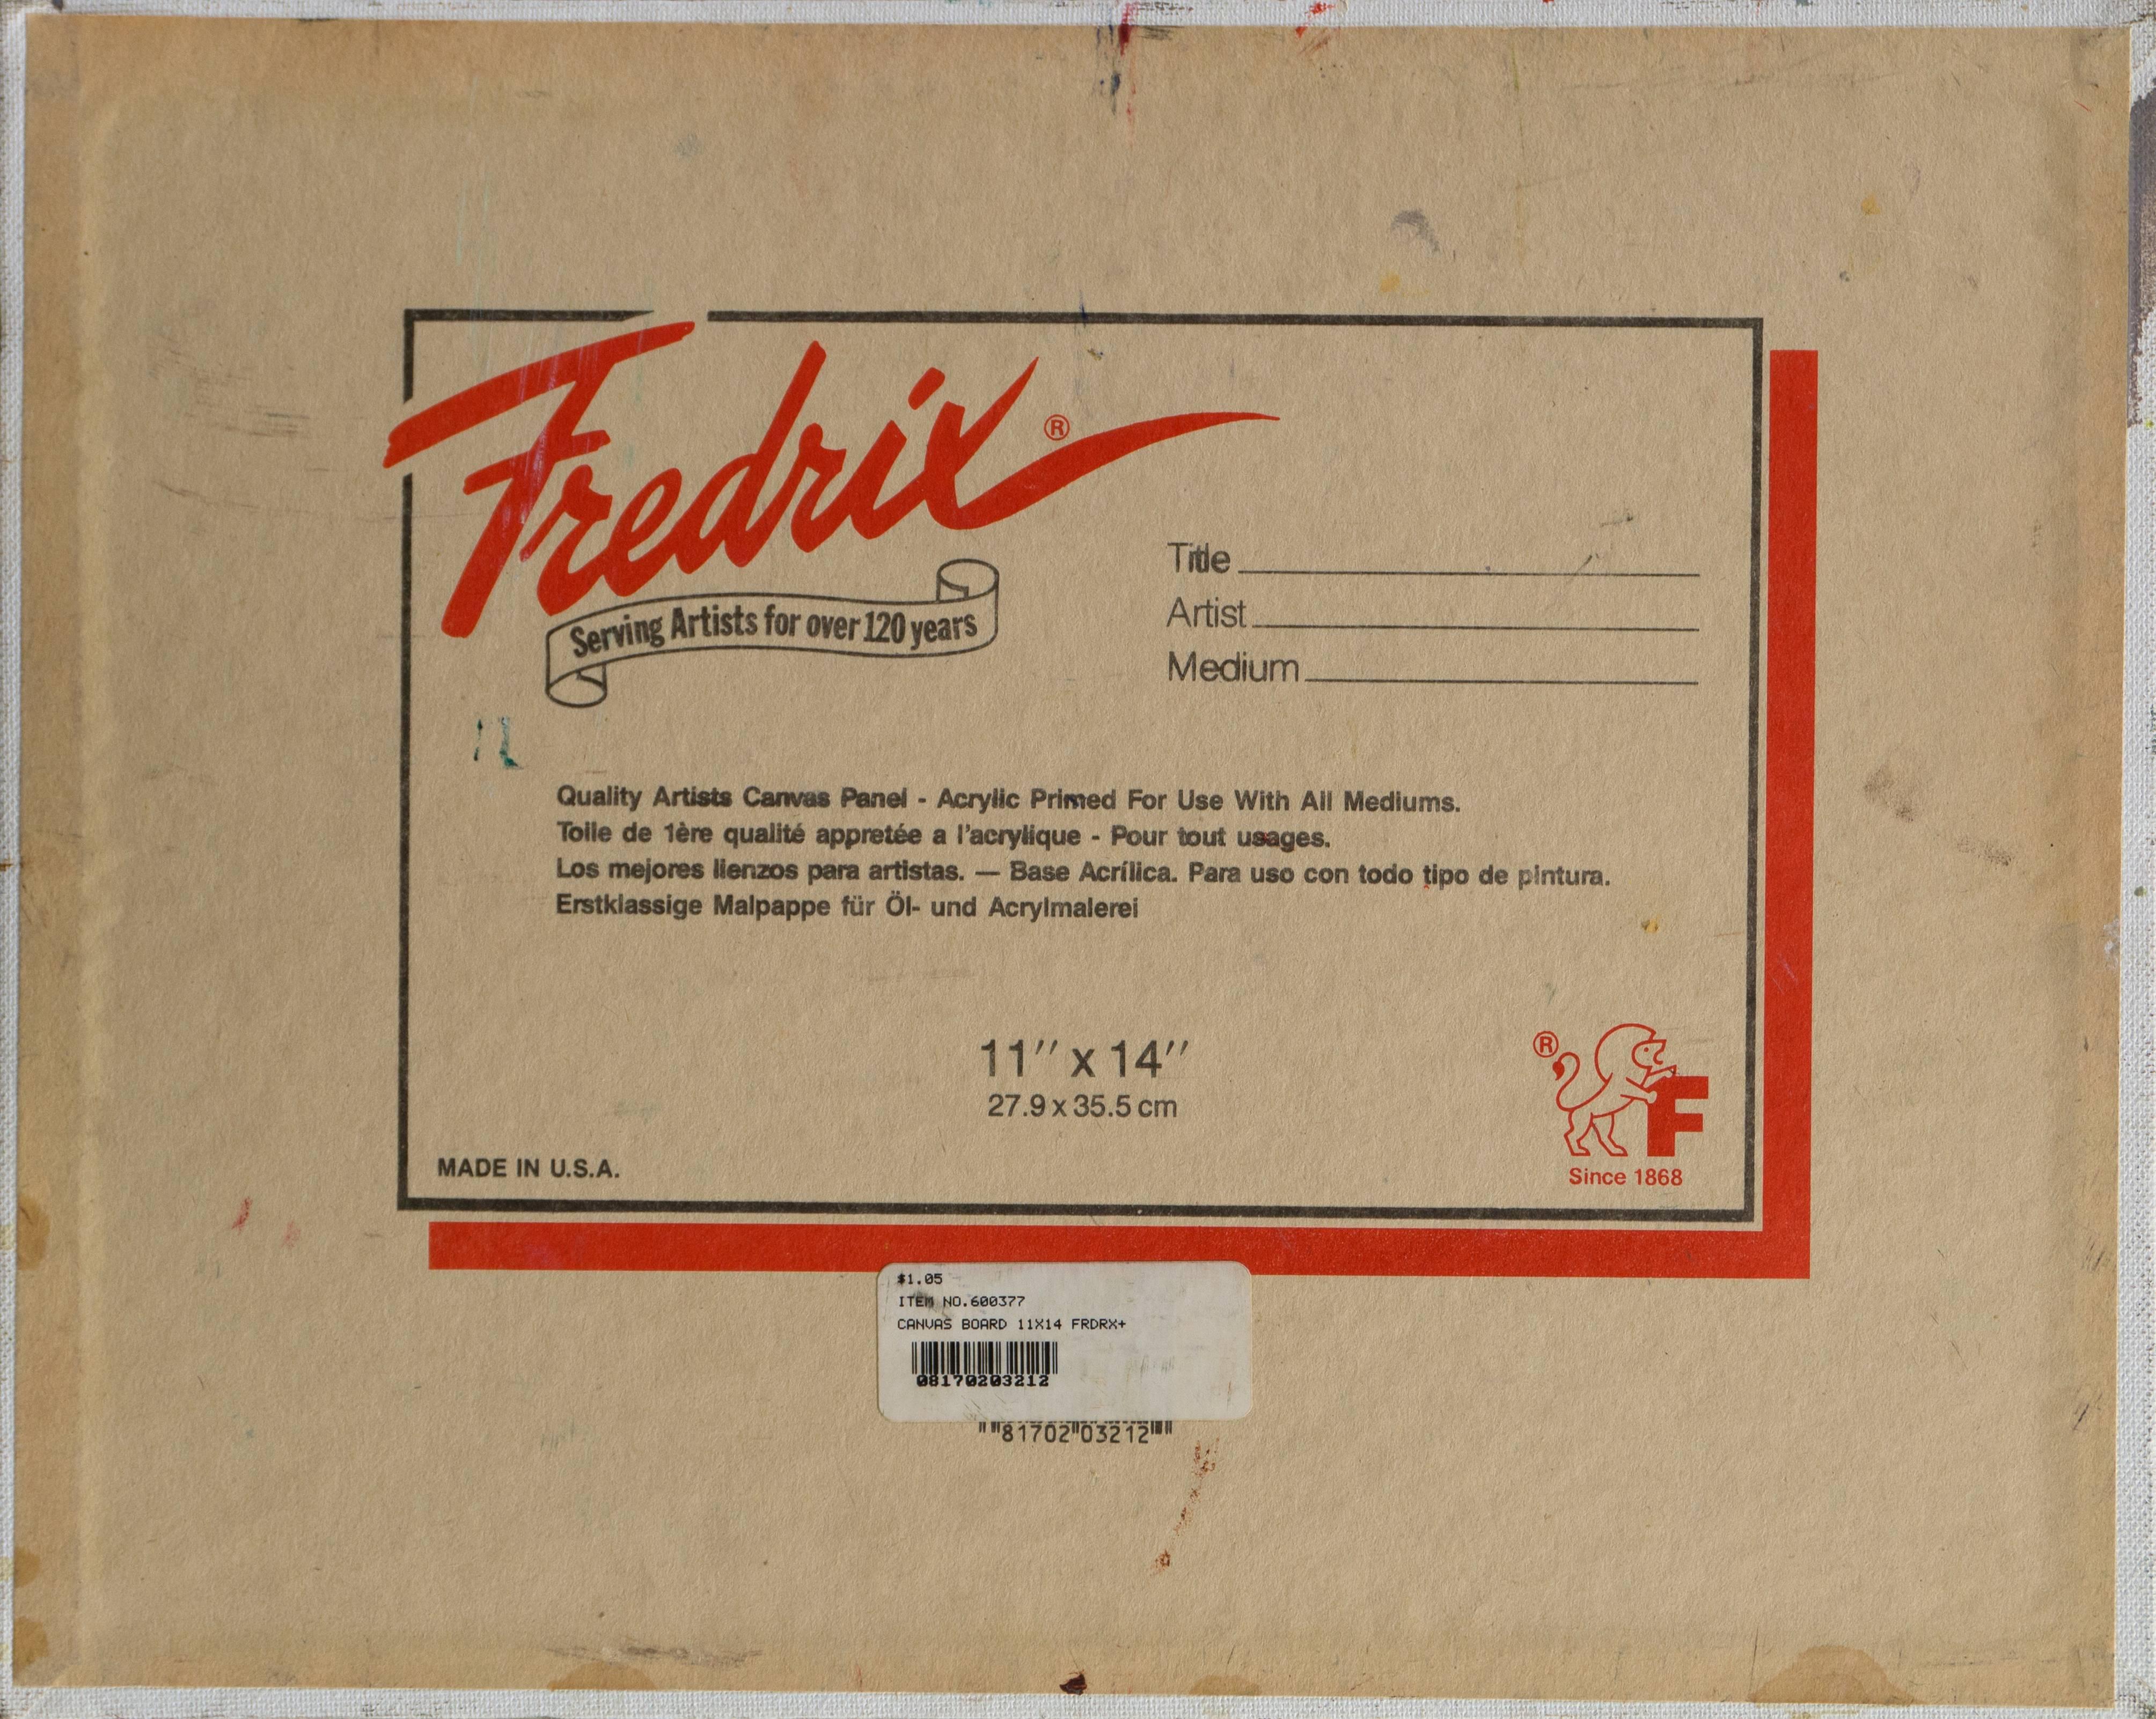 Fredrix ®
Serving Artists for over 120 years
Title
Artist
Medium
Quality Artists Canvas Panel - Acrylic Primed For Use With All Mediums.
Toile de 1ère qualité appretée a l'acrylique - Pour tout usages.
Los mejores lienzos para artistas. — Base Acrílica. Para uso con todo tipo de pintura.
Erstklassige Malpappe für Öl- und Acrylmalerei
11" x 14"
27.9 x 35.5 cm
MADE IN U.S.A.
® F
Since 1868
$1.05
ITEM NO.600377
CANVAS BOARD 11X14 FRDRX+
08170203212
81702 03212